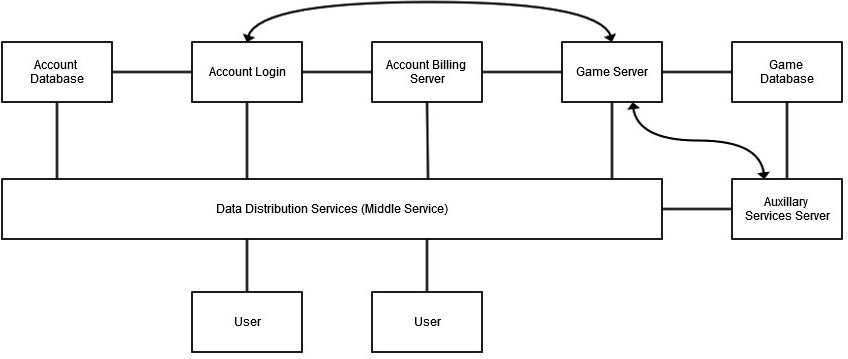 Account
Database
Account Login
Account Billing
Server
Game Server
Game
Database
Data Distribution Services (Middle Service)
Auxillary
Services Server
User
User